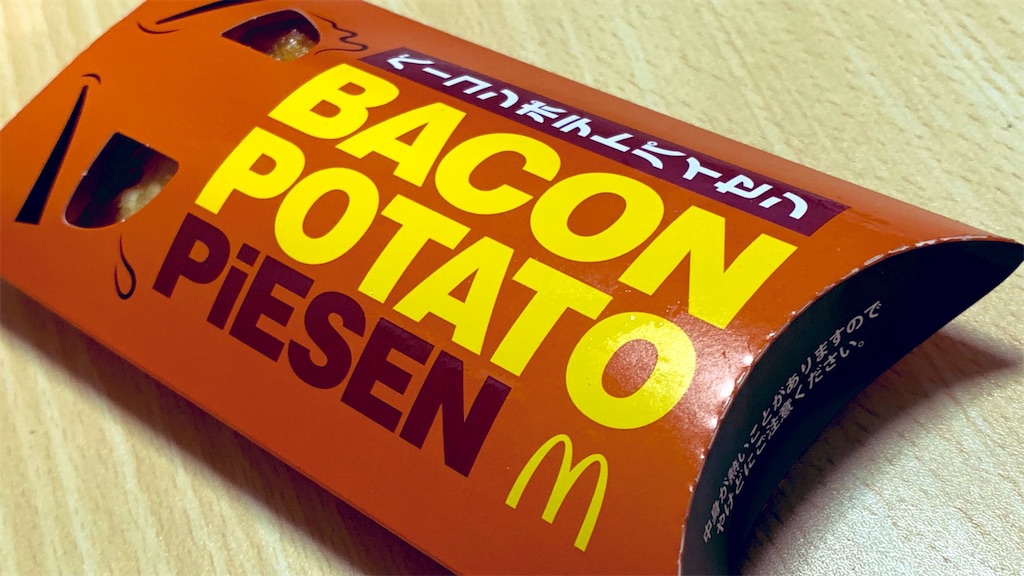 ベーコンポテトパイゼン
BACON
POTATO
PiESEN
中身が熱いことがありますので
やけどにご注意ください。